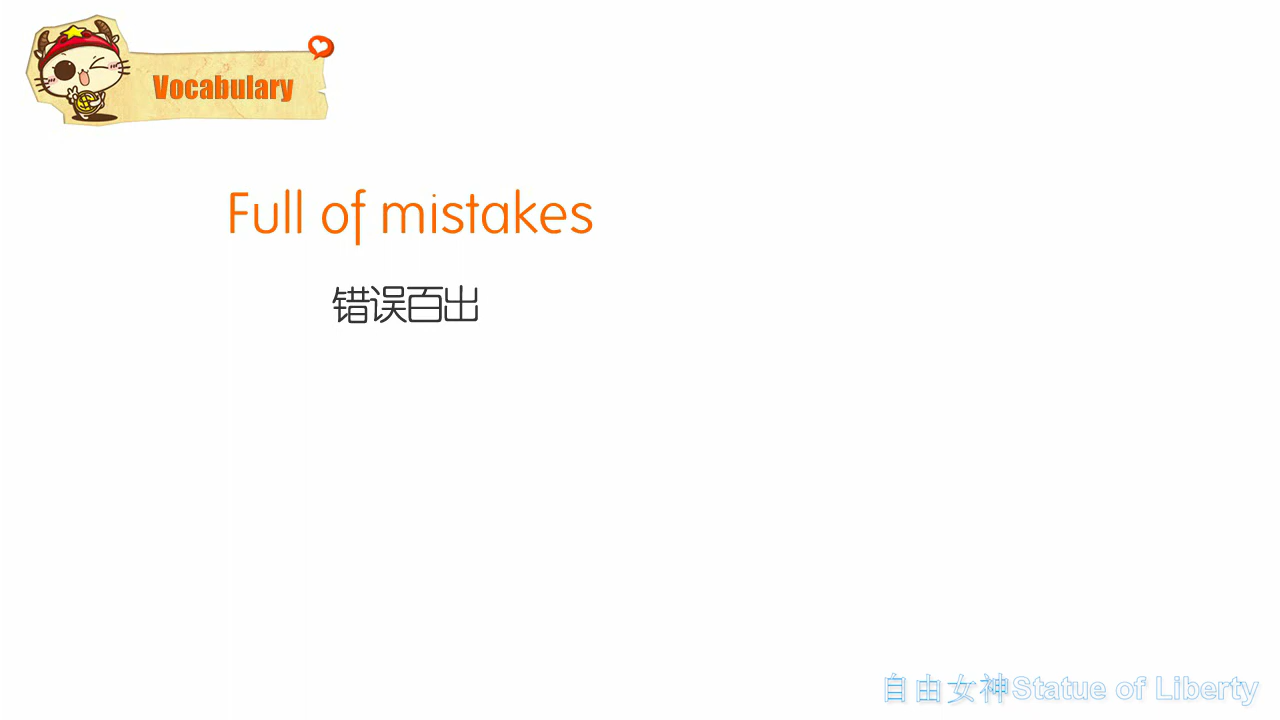 Vocabulary
Full of mistakes
错误百出
自由女神Statue of Liberty